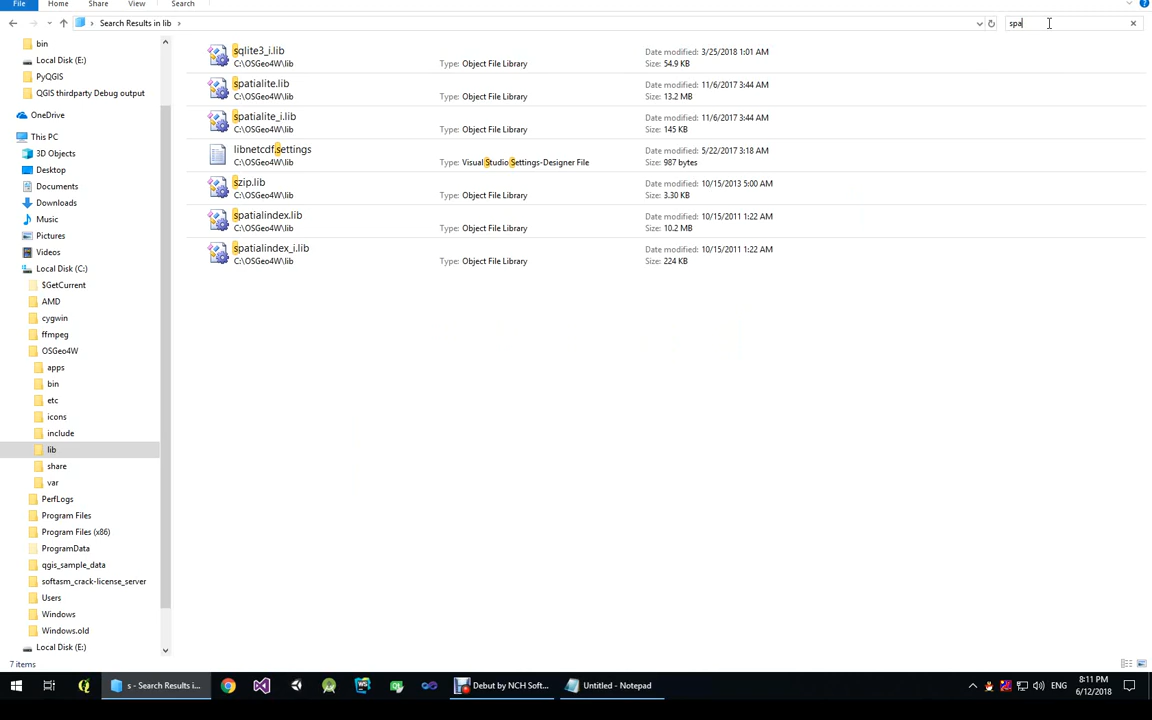 File Home Share View Search
Search Results in lib
spa
bin
Local Disk (E:)
PyQGIS
QGIS thirdparty Debug output
OneDrive
This PC
3D Objects
Desktop
Documents
Downloads
Music
Pictures
Videos
Local Disk (C:)
$GetCurrent
AMD
cygwin
ffmpeg
OSGeo4W
apps
bin
etc
icons
include
lib
share
var
PerfLogs
Program Files
Program Files (x86)
ProgramData
qgis_sample_data
softasm_crack-license_server
Users
Windows
Windows.old
Local Disk (E:)
sqlite3_i.lib Date modified: 3/25/2018 1:01 AM
C:\OSGeo4W\lib Type: Object File Library Size: 54.9 KB
spatialite.lib Date modified: 11/6/2017 3:44 AM
C:\OSGeo4W\lib Type: Object File Library Size: 13.2 MB
spatialite_i.lib Date modified: 11/6/2017 3:44 AM
C:\OSGeo4W\lib Type: Object File Library Size: 145 KB
libnetcdf.settings Date modified: 5/22/2017 3:18 AM
C:\OSGeo4W\lib Type: Visual Studio Settings-Designer File Size: 987 bytes
szip.lib Date modified: 10/15/2013 5:00 AM
C:\OSGeo4W\lib Type: Object File Library Size: 3.30 KB
spatialindex.lib Date modified: 10/15/2011 1:22 AM
C:\OSGeo4W\lib Type: Object File Library Size: 10.2 MB
spatialindex_i.lib Date modified: 10/15/2011 1:22 AM
C:\OSGeo4W\lib Type: Object File Library Size: 224 KB
7 items
s - Search Results i...
Debut by NCH Soft...
Untitled - Notepad
ENG
8:11 PM
6/12/2018